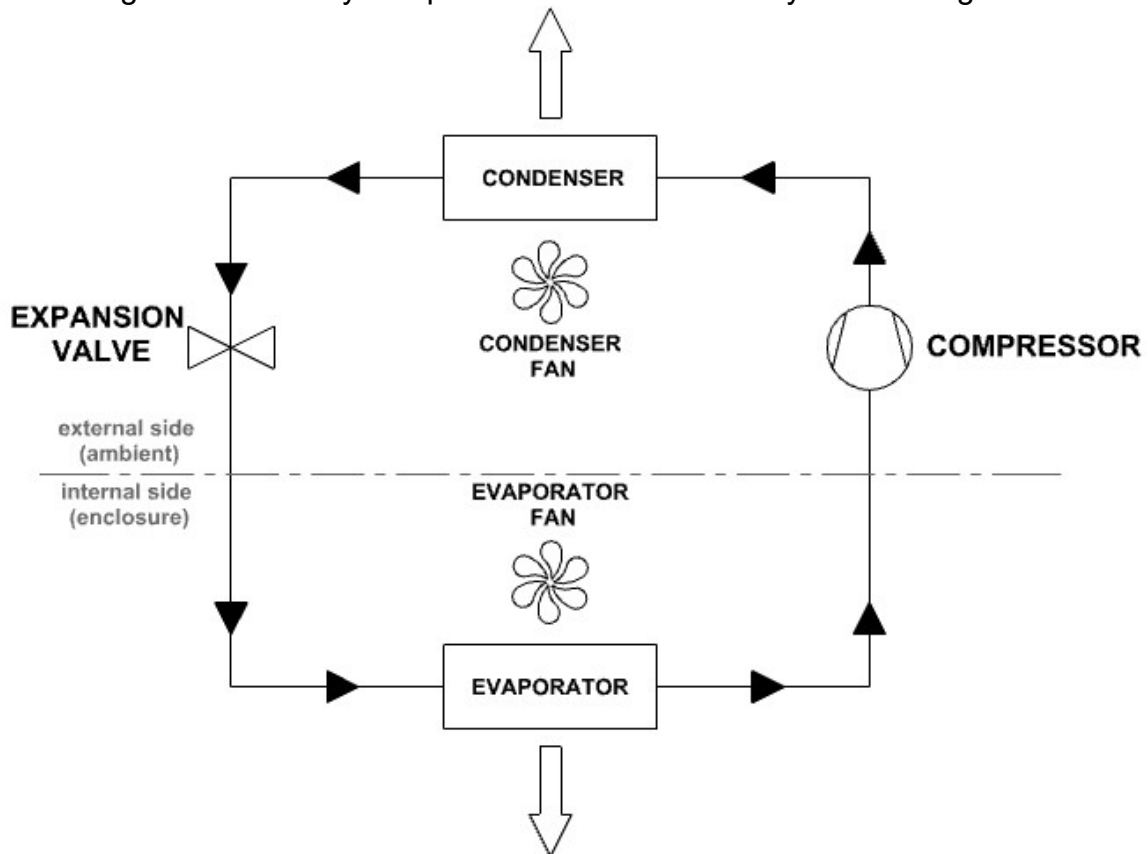 CONDENSER
EXPANSION
VALVE
CONDENSER
FAN
COMPRESSOR
external side
(ambient)
internal side
(enclosure)
EVAPORATOR
FAN
EVAPORATOR